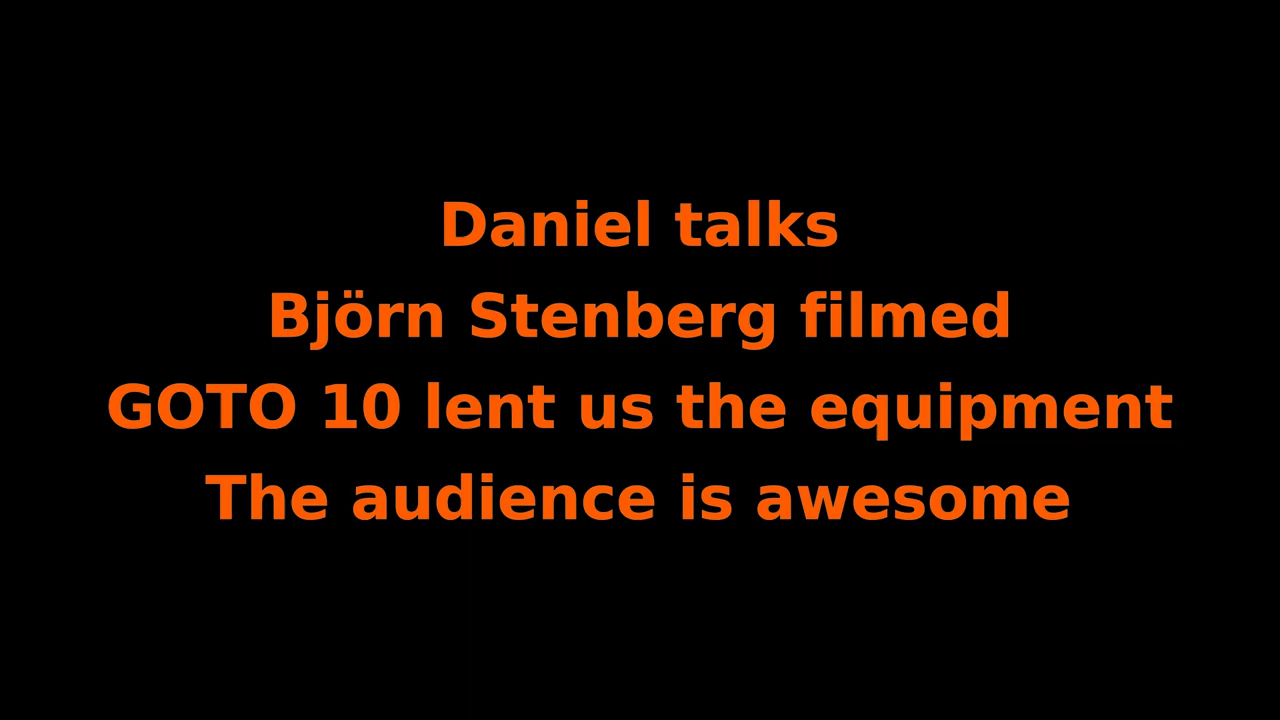 Daniel talks
Björn Stenberg filmed
GOTO 10 lent us the equipment
The audience is awesome